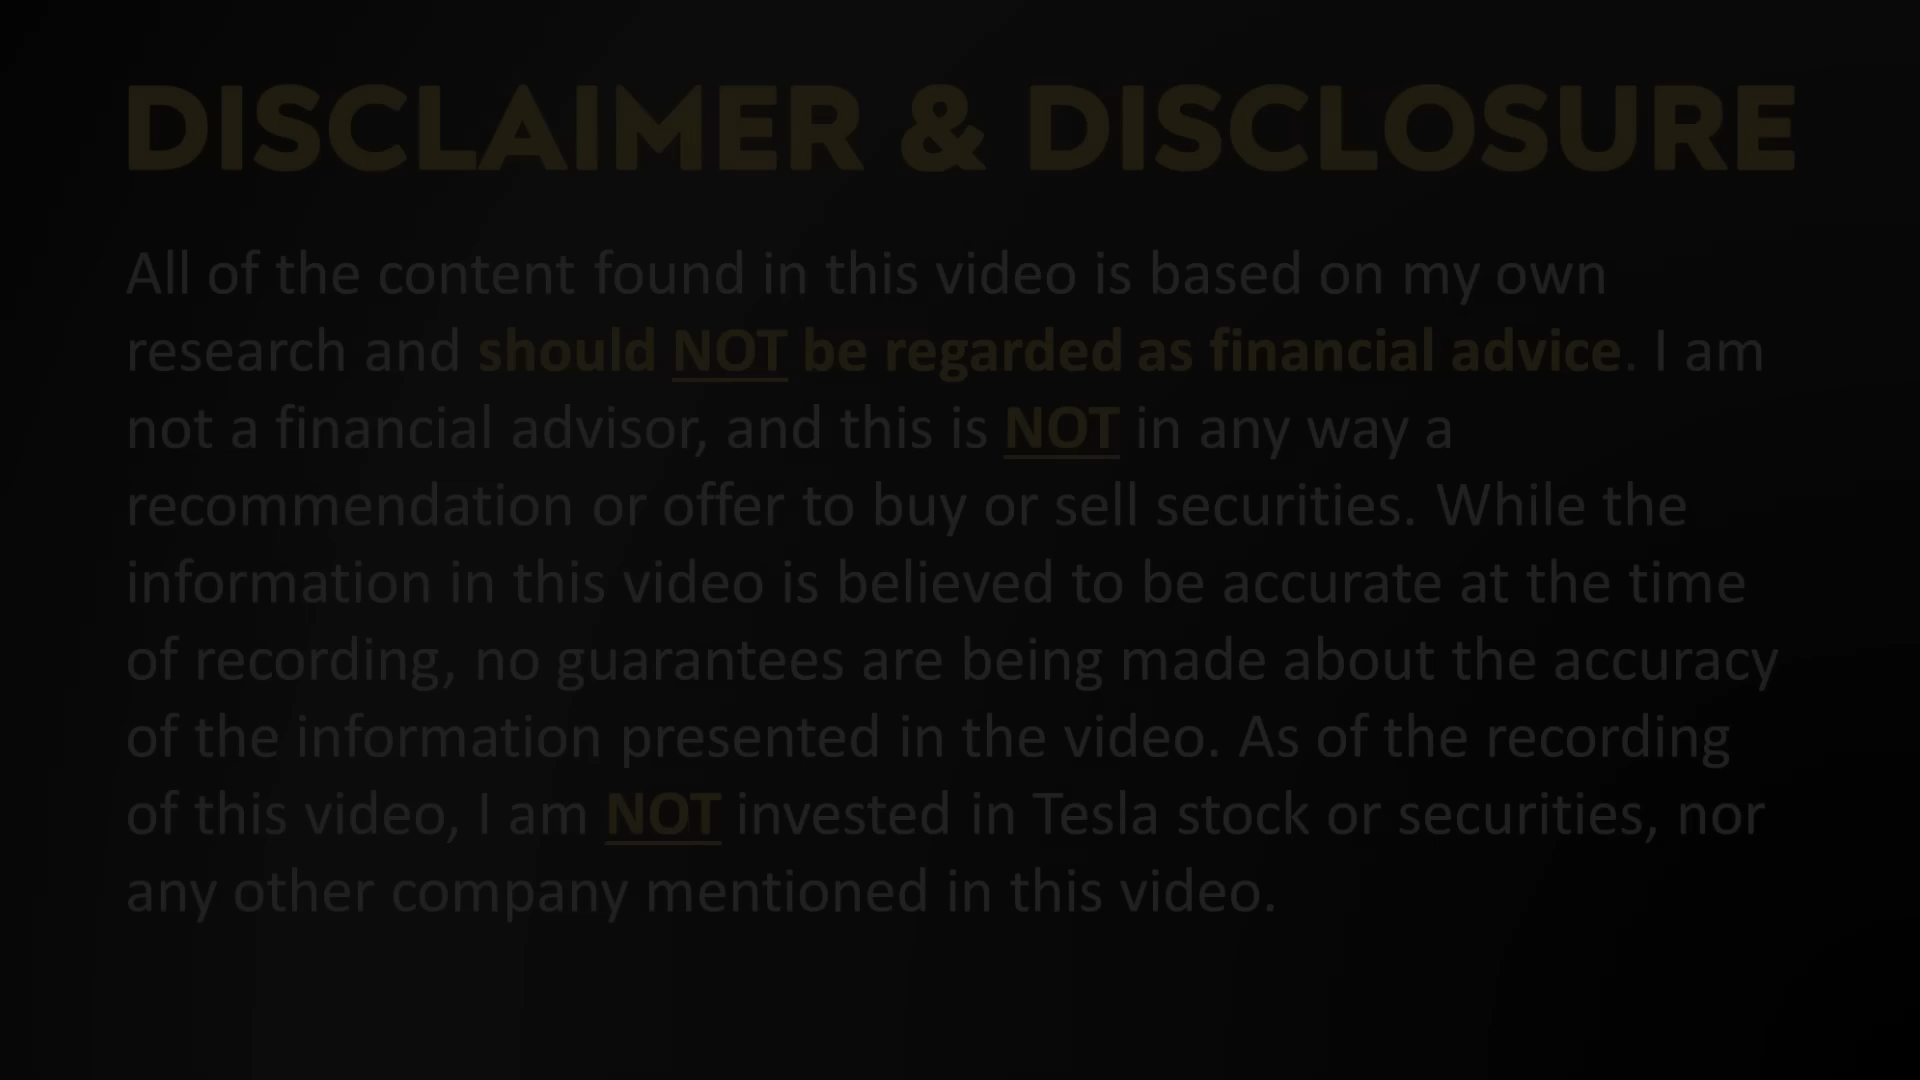 DISCLAIMER & DISCLOSURE
All of the content found in this video is based on my own
research and should NOT be regarded as financial advice. I am
not a financial advisor, and this is NOT in any way a
recommendation or offer to buy or sell securities. While the
information in this video is believed to be accurate at the time
of recording, no guarantees are being made about the accuracy
of the information presented in the video. As of the recording
of this video, I am NOT invested in Tesla stock or securities, nor
any other company mentioned in this video.